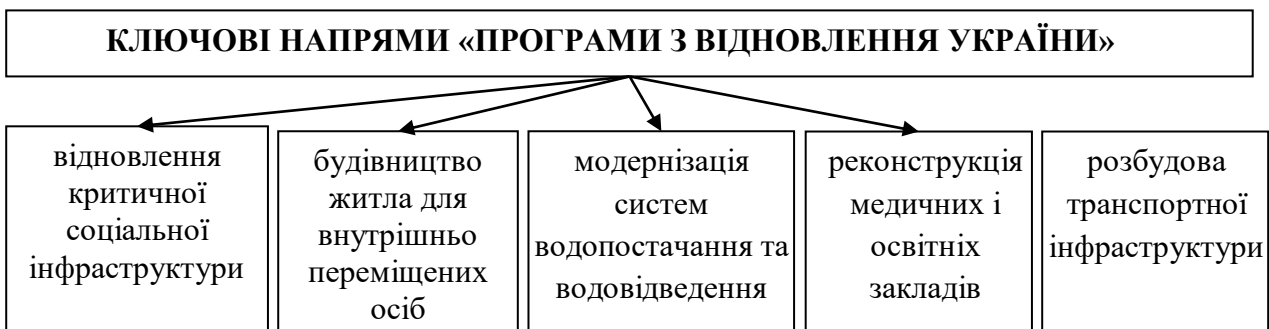 КЛЮЧОВІ НАПРЯМИ «ПРОГРАМИ З ВІДНОВЛЕННЯ УКРАЇНИ»
відновлення
критичної
соціальної
інфраструктури
будівництво
житла для
внутрішньо
переміщених
осіб
модернізація
систем
водопостачання та
водовідведення
реконструкція
медичних і
освітніх
закладів
розбудова
транспортної
інфраструктури